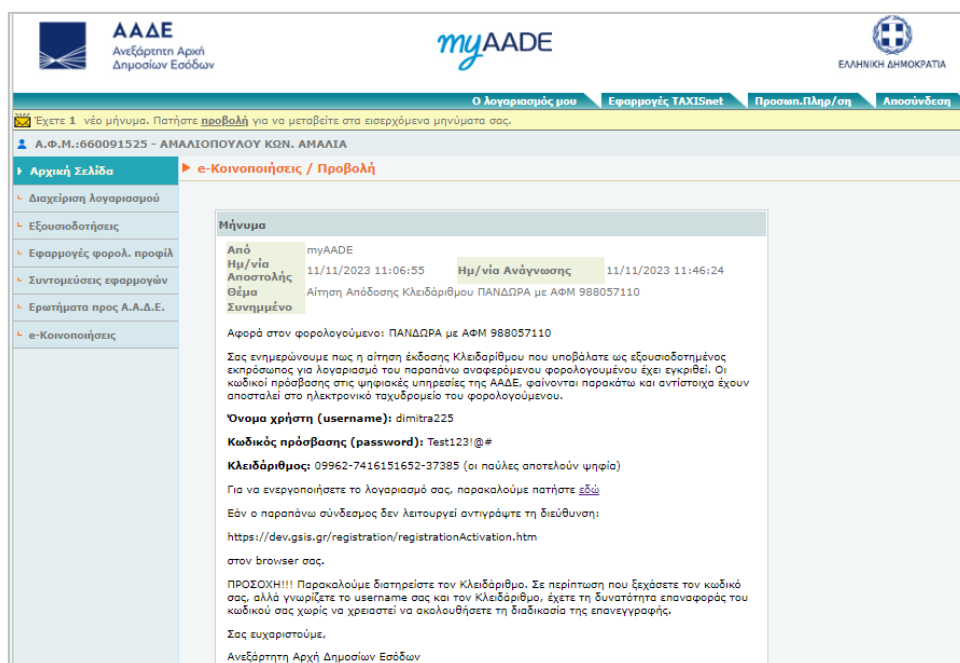 ΑΑΔΕ
Ανεξάρτητη Αρχή
Δημοσίων Εσόδων
myAADE
ΕΛΛΗΝΙΚΗ ΔΗΜΟΚΡΑΤΙΑ
Ο λογαριασμός μου Εφαρμογές TAXISnet Προσωπ.Πληρ/ση Αποσύνδεση
Έχετε 1 νέο μήνυμα. Πατήστε προβολή για να μεταβείτε στα εισερχόμενα μηνύματα σας.
Α.Φ.Μ.:660091525 - ΑΜΑΛΙΟΠΟΥΛΟΥ ΚΩΝ. ΑΜΑΛΙΑ
Αρχική Σελίδα
Διαχείριση λογαριασμού
Εξουσιοδοτήσεις
Εφαρμογές φορολ. προφίλ
Συντομεύσεις εφαρμογών
Ερωτήματα προς Α.Α.Δ.Ε.
e-Κοινοποιήσεις
e-Κοινοποιήσεις / Προβολή
Μήνυμα
Από myAADE
Ημ/νία Αποστολής 11/11/2023 11:06:55 Ημ/νία Ανάγνωσης 11/11/2023 11:46:24
Θέμα Αίτηση Απόδοσης Κλειδάριθμου ΠΑΝΔΩΡΑ με ΑΦΜ 988057110
Συνημμένο
Αφορά στον φορολογούμενο: ΠΑΝΔΩΡΑ με ΑΦΜ 988057110
Σας ενημερώνουμε πως η αίτηση έκδοσης Κλειδαρίθμου που υποβάλατε ως εξουσιοδοτημένος
εκπρόσωπος για λογαριασμό του παραπάνω αναφερόμενου φορολογουμένου έχει εγκριθεί. Οι
κωδικοί πρόσβασης στις ψηφιακές υπηρεσίες της ΑΑΔΕ, φαίνονται παρακάτω και αντίστοιχα έχουν
αποσταλεί στο ηλεκτρονικό ταχυδρομείο του φορολογούμενου.
Όνομα χρήστη (username): dimitra225
Κωδικός πρόσβασης (password): Test123!@#
Κλειδάριθμος: 09962-7416151652-37385 (οι παύλες αποτελούν ψηφία)
Για να ενεργοποιήσετε το λογαριασμό σας, παρακαλούμε πατήστε εδώ
Εάν ο παραπάνω σύνδεσμος δεν λειτουργεί αντιγράψτε τη διεύθυνση:
https://dev.gsis.gr/registration/registrationActivation.htm
στον browser σας.
ΠΡΟΣΟΧΗ!!! Παρακαλούμε διατηρείστε τον Κλειδάριθμο. Σε περίπτωση που ξεχάσετε τον κωδικό
σας, αλλά γνωρίζετε το username σας και τον Κλειδάριθμο, έχετε τη δυνατότητα επαναφοράς του
κωδικού σας χωρίς να χρειαστεί να ακολουθήσετε τη διαδικασία της επανεγγραφής.
Σας ευχαριστούμε,
Ανεξάρτητη Αρχή Δημοσίων Εσόδων